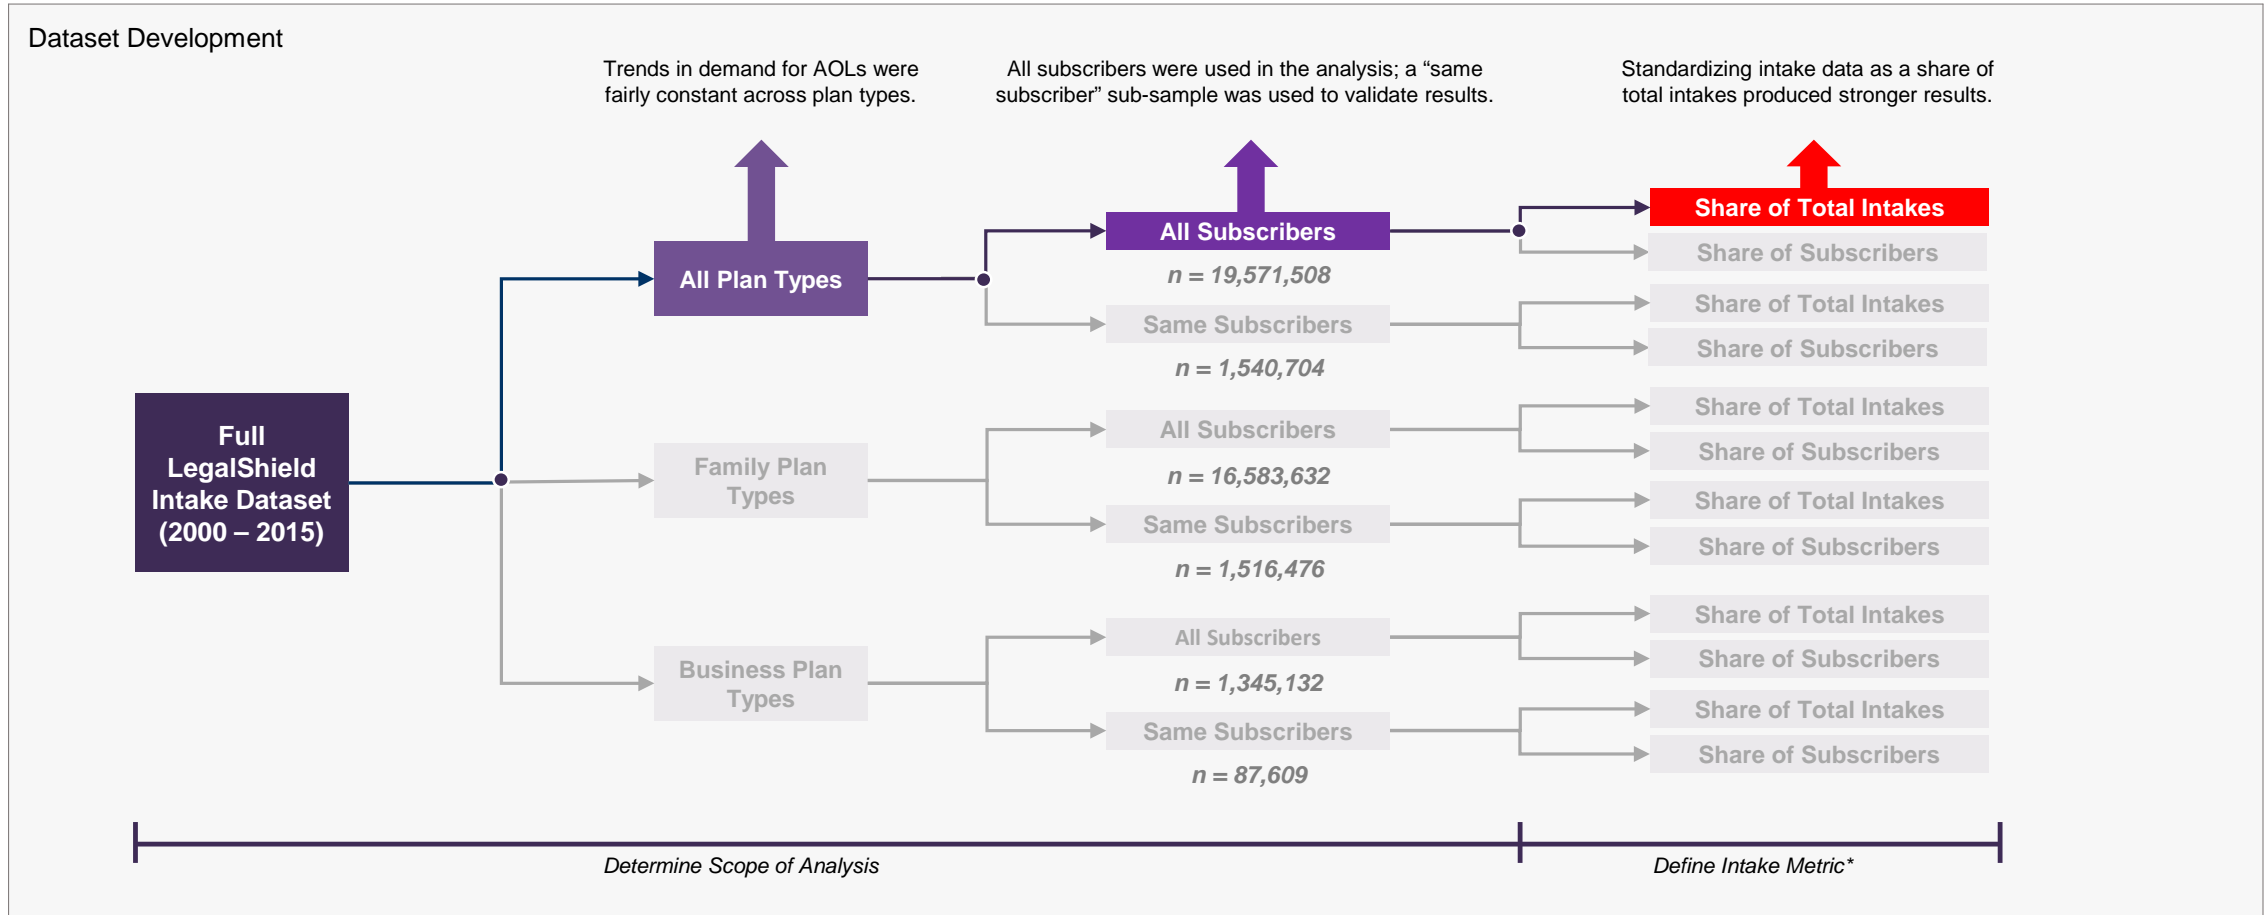 Dataset Development
Trends in demand for AOLs were
fairly constant across plan types.
All subscribers were used in the analysis; a “same
subscriber” sub-sample was used to validate results.
Standardizing intake data as a share of
total intakes produced stronger results.
Full
LegalShield
Intake Dataset
(2000 – 2015)
All Plan Types
Family Plan
Types
Business Plan
Types
All Subscribers
n = 19,571,508
Same Subscribers
n = 1,540,704
All Subscribers
n = 16,583,632
Same Subscribers
n = 1,516,476
All Subscribers
n = 1,345,132
Same Subscribers
n = 87,609
Share of Total Intakes
Share of Subscribers
Share of Total Intakes
Share of Subscribers
Share of Total Intakes
Share of Subscribers
Share of Total Intakes
Share of Subscribers
Share of Total Intakes
Share of Subscribers
Share of Total Intakes
Share of Subscribers
Determine Scope of Analysis
Define Intake Metric*